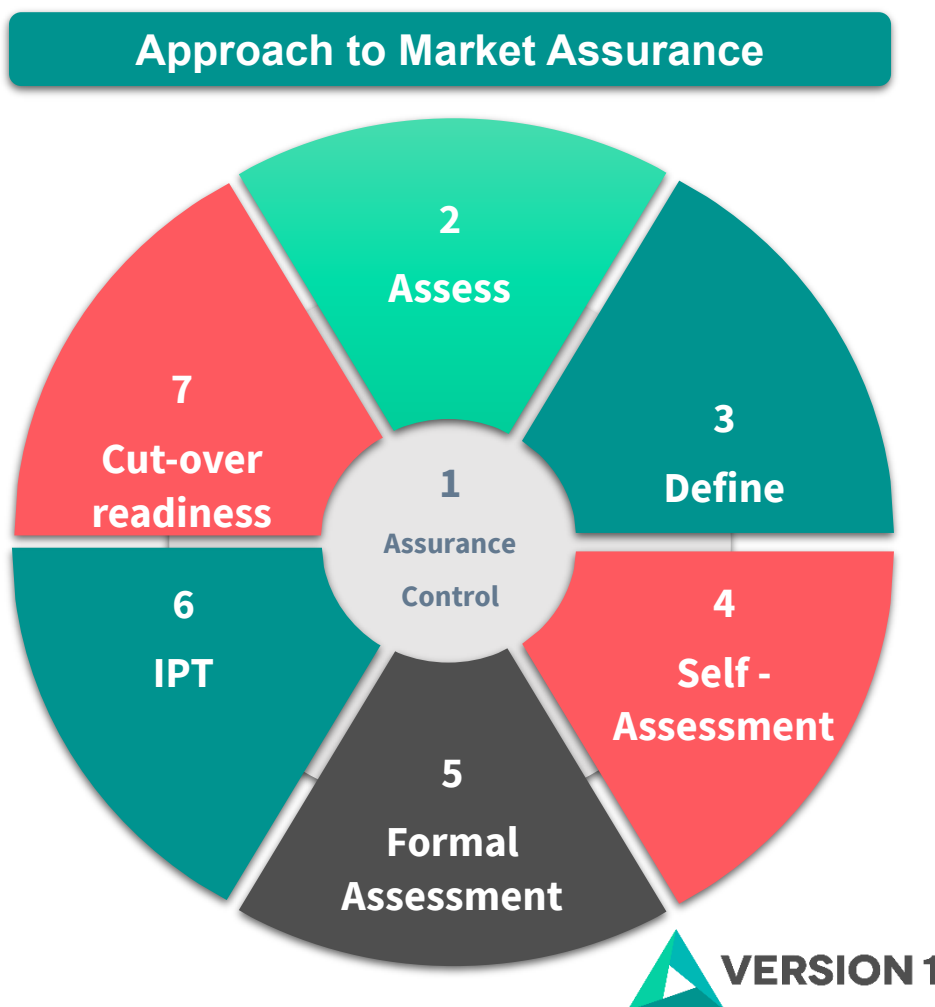 Approach to Market Assurance
1
Assurance
Control
2
Assess
3
Define
4
Self -
Assessment
5
Formal
Assessment
6
IPT
7
Cut-over
readiness
VERSION 1